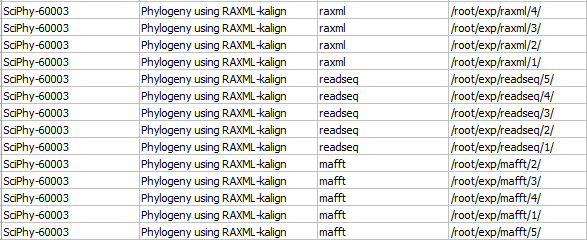 SciPhy-60003 Phylogeny using RAXML-kalign raxml /root/exp/raxml/4/
SciPhy-60003 Phylogeny using RAXML-kalign raxml /root/exp/raxml/3/
SciPhy-60003 Phylogeny using RAXML-kalign raxml /root/exp/raxml/2/
SciPhy-60003 Phylogeny using RAXML-kalign raxml /root/exp/raxml/1/
SciPhy-60003 Phylogeny using RAXML-kalign readseq /root/exp/readseq/5/
SciPhy-60003 Phylogeny using RAXML-kalign readseq /root/exp/readseq/4/
SciPhy-60003 Phylogeny using RAXML-kalign readseq /root/exp/readseq/3/
SciPhy-60003 Phylogeny using RAXML-kalign readseq /root/exp/readseq/2/
SciPhy-60003 Phylogeny using RAXML-kalign readseq /root/exp/readseq/1/
SciPhy-60003 Phylogeny using RAXML-kalign mafft /root/exp/mafft/2/
SciPhy-60003 Phylogeny using RAXML-kalign mafft /root/exp/mafft/3/
SciPhy-60003 Phylogeny using RAXML-kalign mafft /root/exp/mafft/4/
SciPhy-60003 Phylogeny using RAXML-kalign mafft /root/exp/mafft/1/
SciPhy-60003 Phylogeny using RAXML-kalign mafft /root/exp/mafft/5/